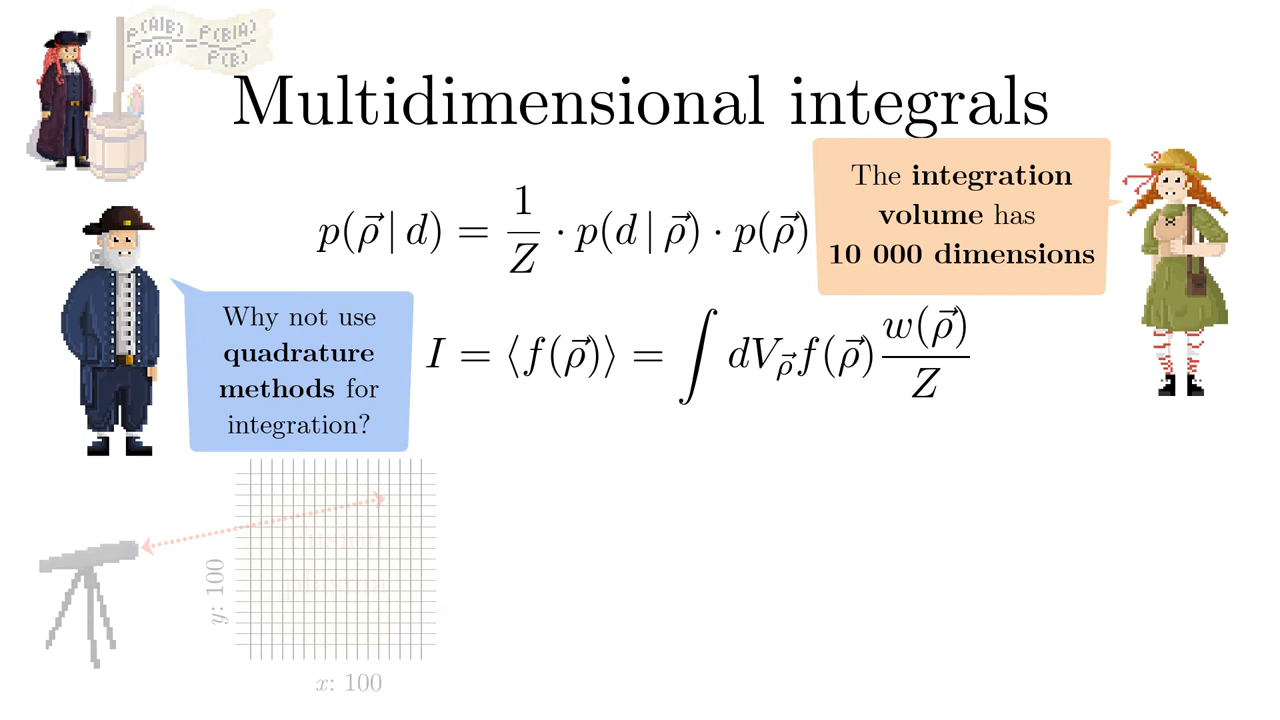 p(A|B)/p(A) = p(B|A)/p(B)
Multidimensional integrals
The integration
volume has
10 000 dimensions
p(ρ⃗ | d) = 1/Z · p(d | ρ⃗) · p(ρ⃗)
Why not use
quadrature
methods for
integration?
I = ⟨f(ρ⃗)⟩ = ∫ dV_ρ⃗ f(ρ⃗) w(ρ⃗)/Z
y: 100
x: 100